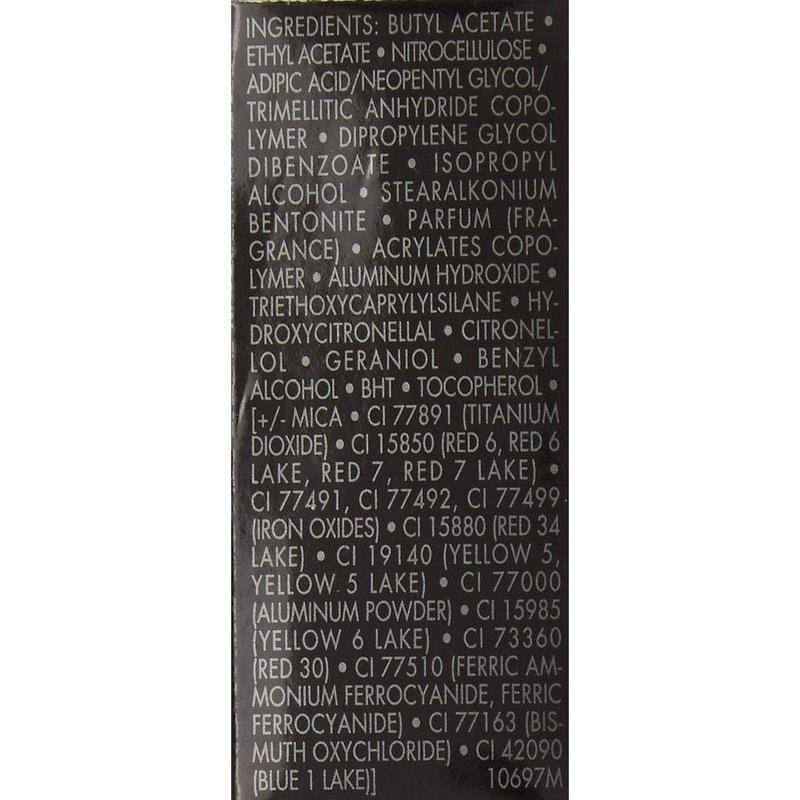 INGREDIENTS: BUTYL ACETATE •
ETHYL ACETATE • NITROCELLULOSE •
ADIPIC ACID/NEOPENTYL GLYCOL/
TRIMELLITIC ANHYDRIDE COPO-
LYMER • DIPROPYLENE GLYCOL
DIBENZOATE • ISOPROPYL
ALCOHOL • STEARALKONIUM
BENTONITE • PARFUM (FRA-
GRANCE) • ACRYLATES COPO-
LYMER • ALUMINUM HYDROXIDE •
TRIETHOXYCAPRYLYLSILANE • HY-
DROXYCITRONELLAL • CITRONEL-
LOL • GERANIOL • BENZYL
ALCOHOL • BHT • TOCOPHEROL •
[+/- MICA • CI 77891 (TITANIUM
DIOXIDE) • CI 15850 (RED 6, RED 6
LAKE, RED 7, RED 7 LAKE) •
CI 77491, CI 77492, CI 77499
(IRON OXIDES) • CI 15880 (RED 34
LAKE) • CI 19140 (YELLOW 5,
YELLOW 5 LAKE) • CI 77000
(ALUMINUM POWDER) • CI 15985
(YELLOW 6 LAKE) • CI 73360
(RED 30) • CI 77510 (FERRIC AM-
MONIUM FERROCYANIDE, FERRIC
FERROCYANIDE) • CI 77163 (BIS-
MUTH OXYCHLORIDE) • CI 42090
(BLUE 1 LAKE)] 10697M